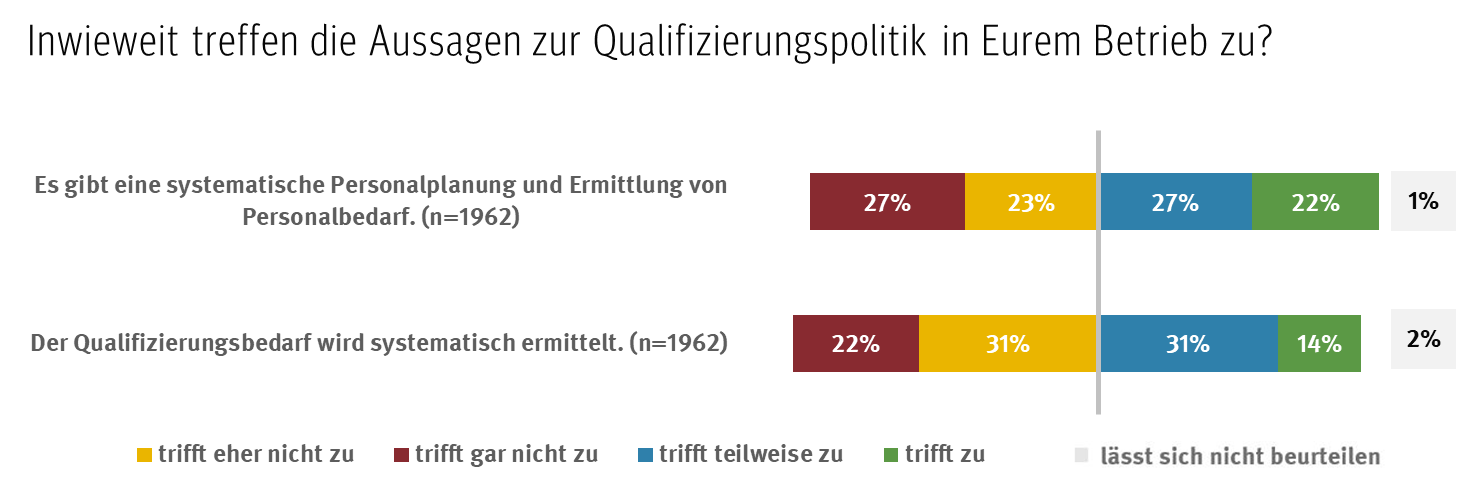 Inwieweit treffen die Aussagen zur Qualifizierungspolitik in Eurem Betrieb zu?
Es gibt eine systematische Personalplanung und Ermittlung von
Personalbedarf. (n=1962)
27% 23% 27% 22% 1%
Der Qualifizierungsbedarf wird systematisch ermittelt. (n=1962)
22% 31% 31% 14% 2%
trifft eher nicht zu trifft gar nicht zu trifft teilweise zu trifft zu lässt sich nicht beurteilen